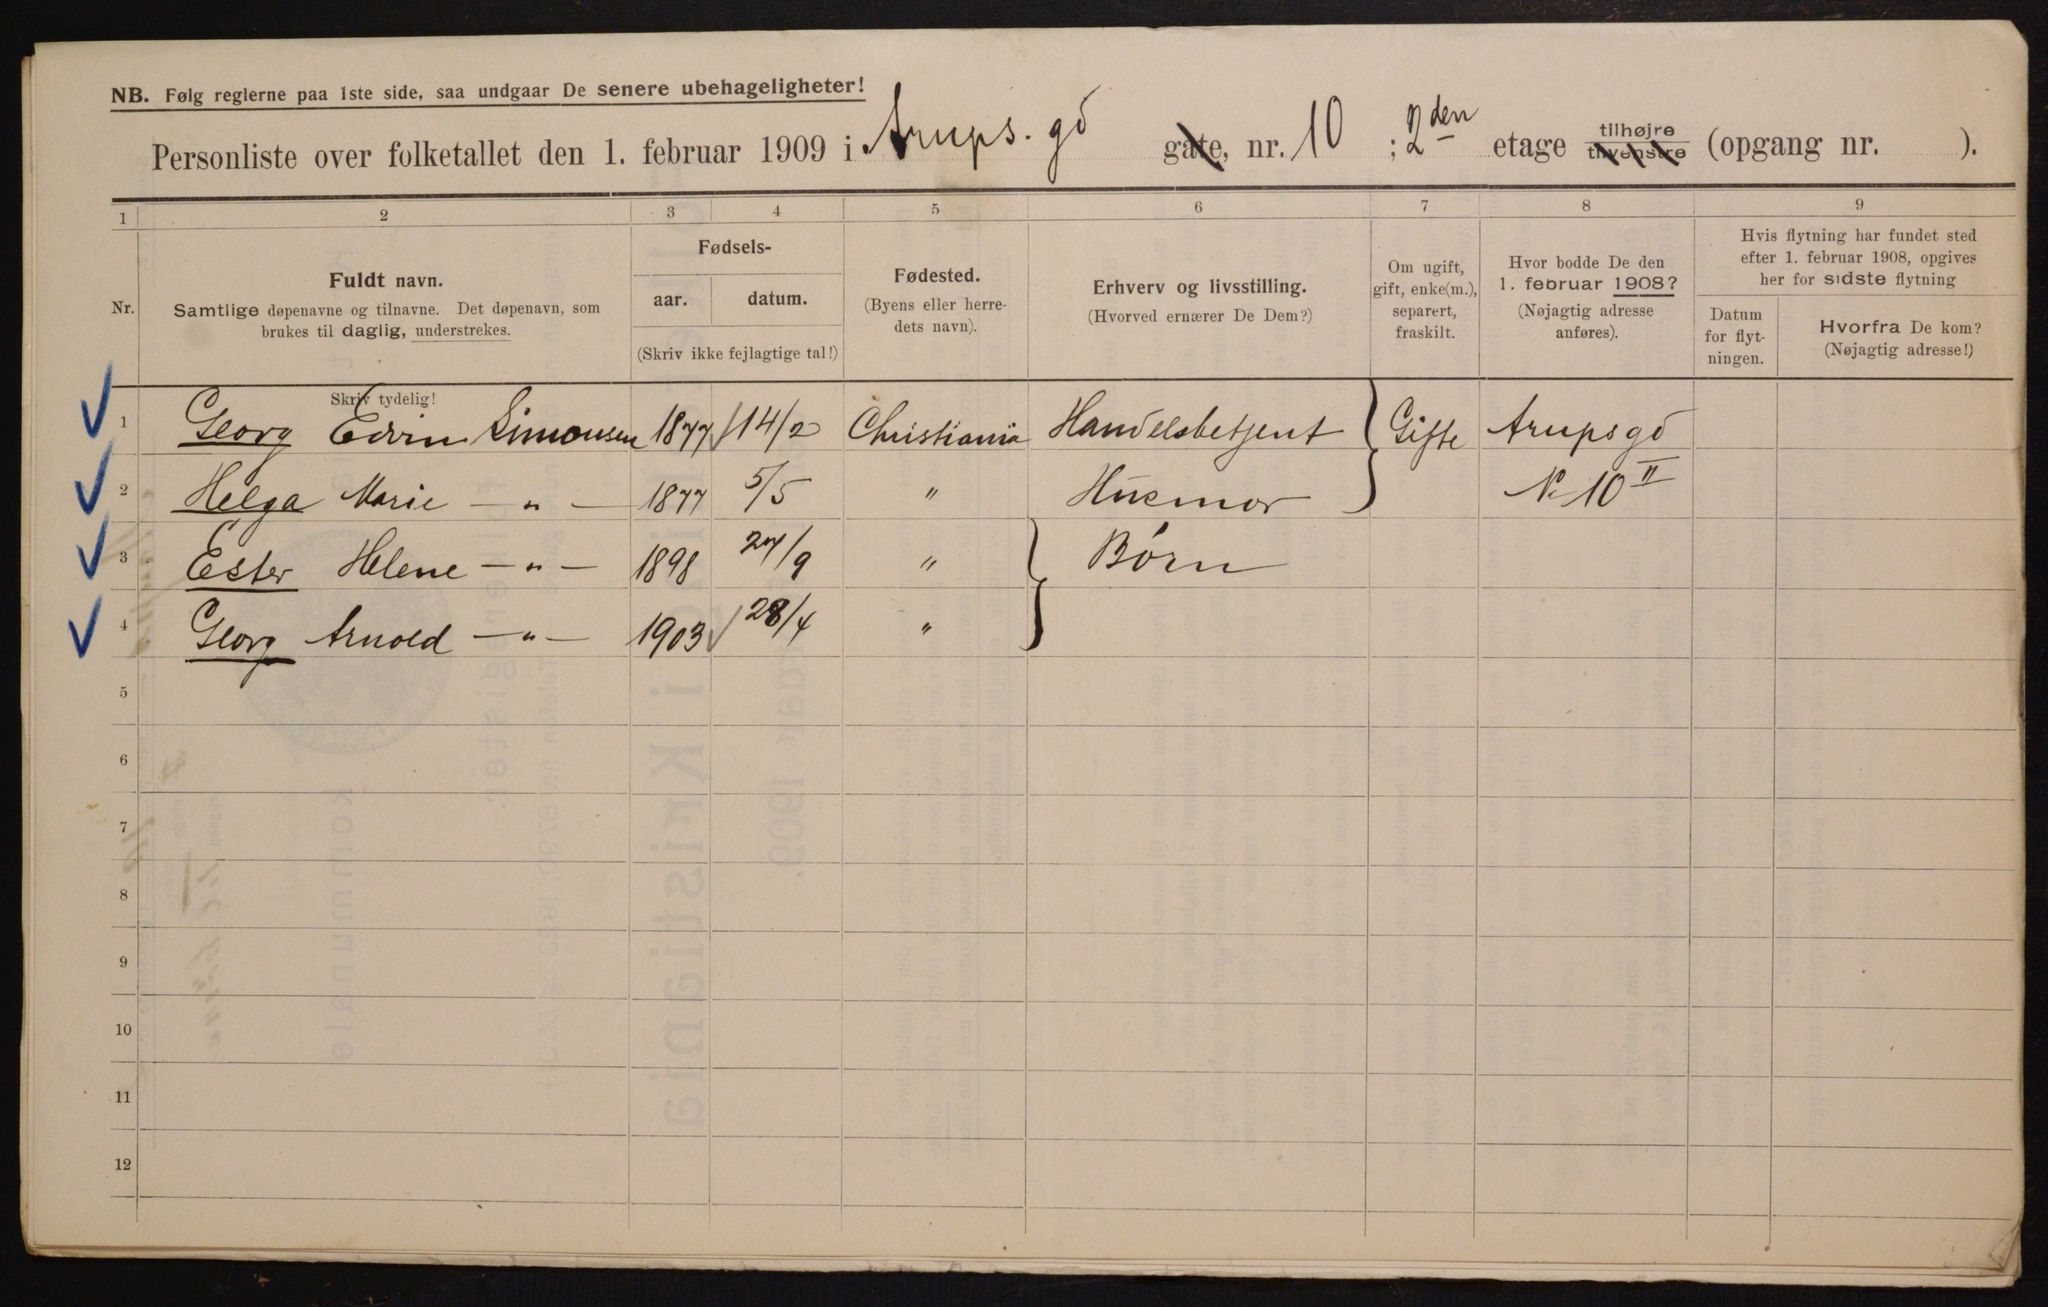 NB. Følg reglerne paa 1ste side, saa undgaar De senere ubehageligheter!
Personliste over folketallet den 1. februar 1909 i Arups. gd gate, nr. 10 ; 2den etage tilhøjre tilvenstre (opgang nr. ).
1 2 3 4 5 6 7 8 9
Nr.
Fuldt navn.
Samtlige døpenavne og tilnavne. Det døpenavn, som
brukes til daglig, understrekes.
Fødsels-
aar. datum.
(Skriv ikke fejlagtige tal!)
Fødested.
(Byens eller herre-
dets navn).
Erhverv og livsstilling.
(Hvorved ernærer De Dem?)
Om ugift,
gift, enke(m.),
separert,
fraskilt.
Hvor bodde De den
1. februar 1908?
(Nøjagtig adresse
anføres).
Hvis flytning har fundet sted
efter 1. februar 1908, opgives
her for sidste flytning
Datum
for flyt-
ningen.
Hvorfra De kom?
(Nøjagtig adresse!)
Skriv tydelig!
1 Georg Edvin Simonsen 1877 14/2 Christiania Handelsbetjent Gifte Arupsgd
2 Helga Marie — " — 1877 5/5 " Husmor No 10 II
3 Ester Helene — " — 1898 27/9 " Børn
4 Georg Arnold — " — 1903 28/4 "
5
6
7
8
9
10
11
12